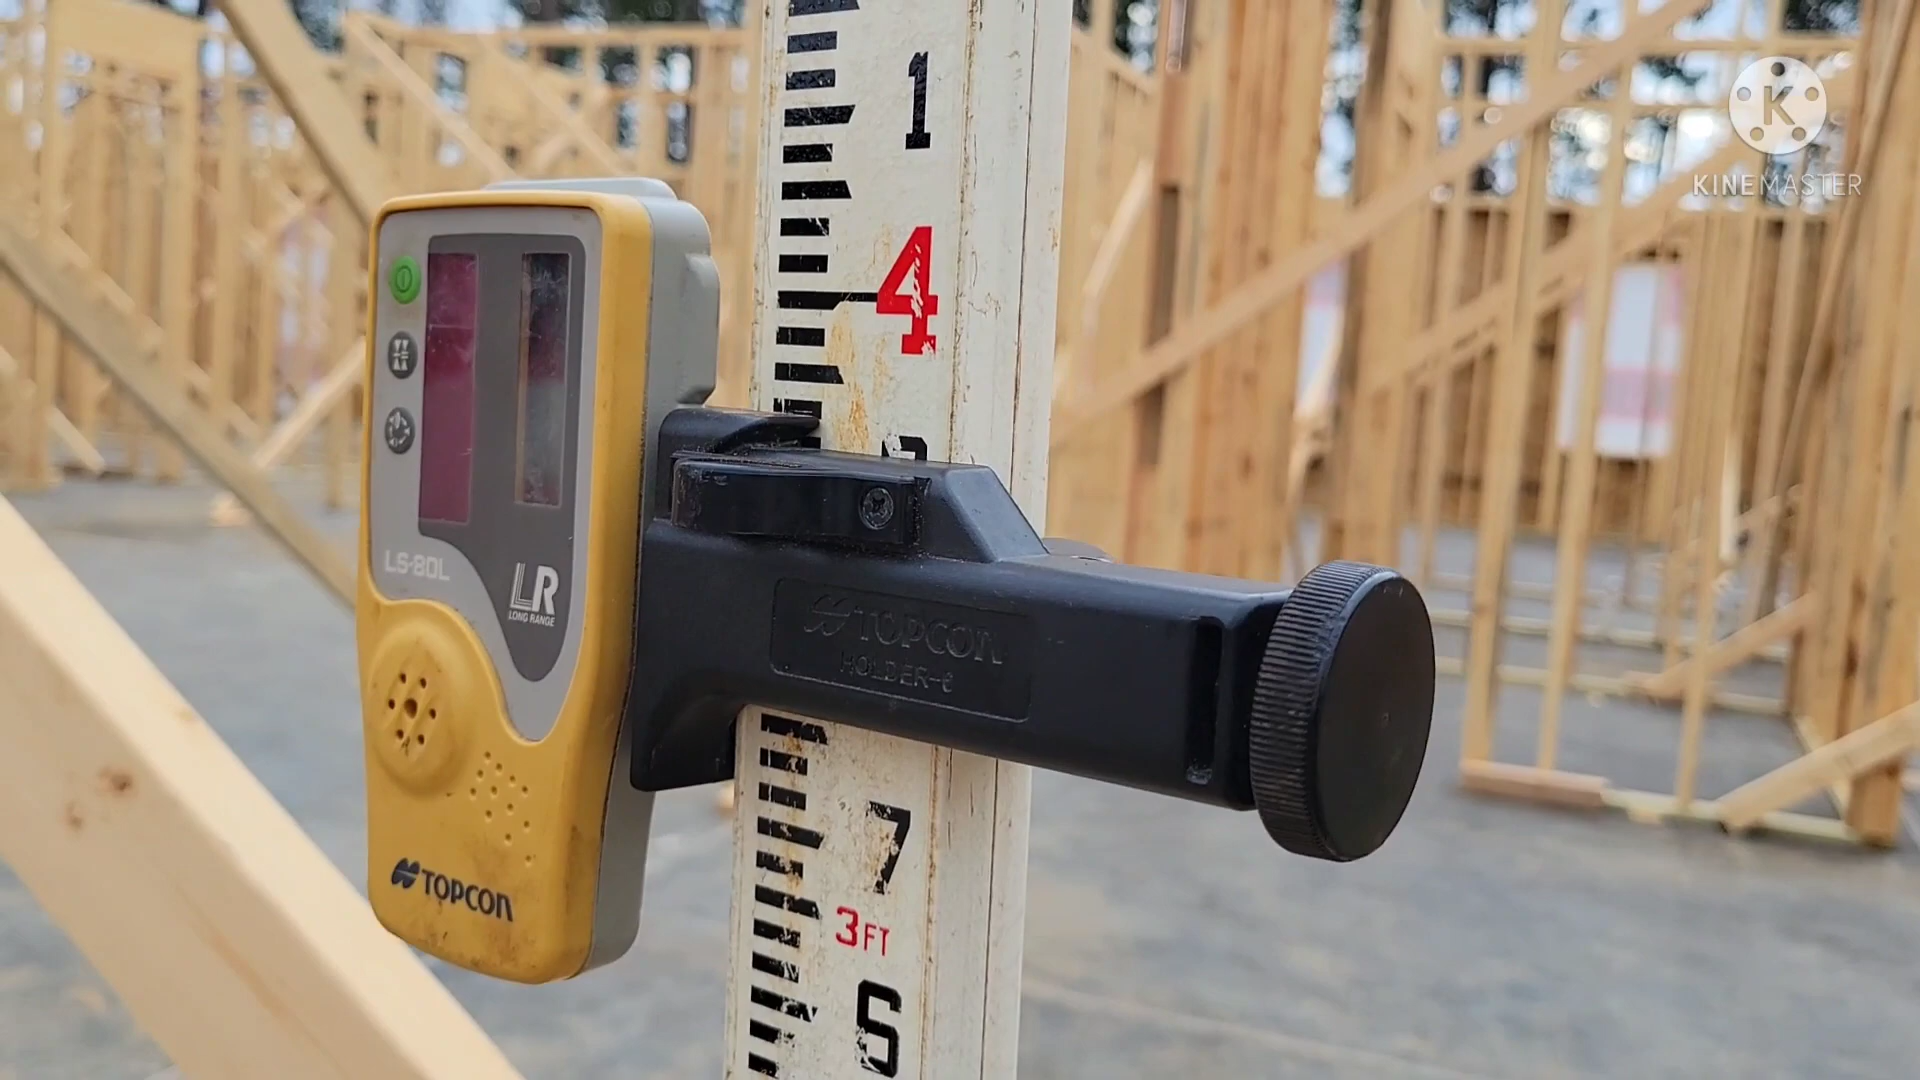 1
4
K
KINEMASTER
LS-80L
LR
LONG RANGE
TOPCON
HOLDER-6
7
TOPCON
3FT
6